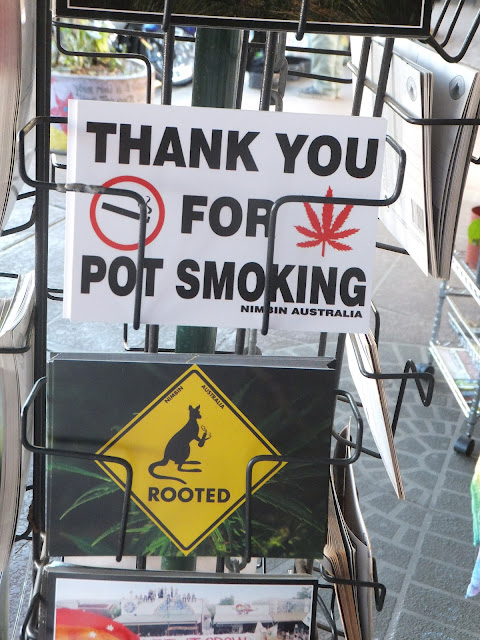 THANK YOU
FOR
POT SMOKING
NIMBIN AUSTRALIA
NIMBIN AUSTRALIA
ROOTED